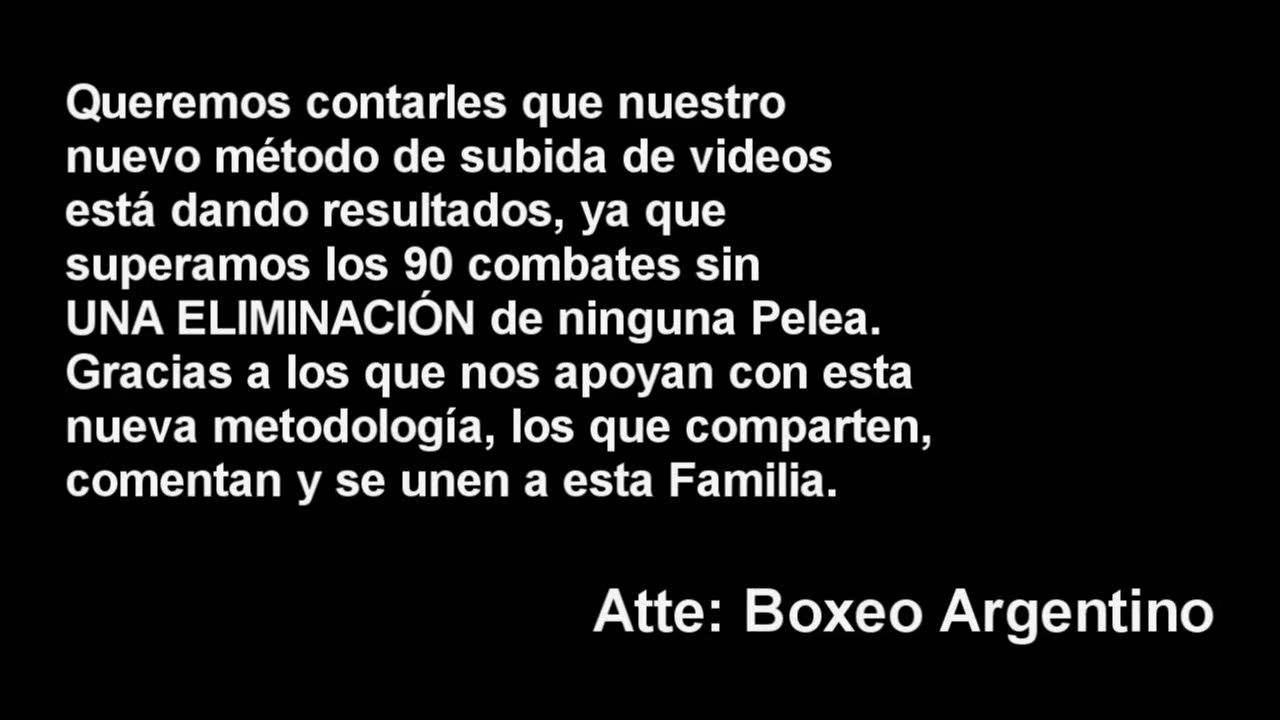 Queremos contarles que nuestro
nuevo método de subida de videos
está dando resultados, ya que
superamos los 90 combates sin
UNA ELIMINACIÓN de ninguna Pelea.
Gracias a los que nos apoyan con esta
nueva metodología, los que comparten,
comentan y se unen a esta Familia.
Atte: Boxeo Argentino